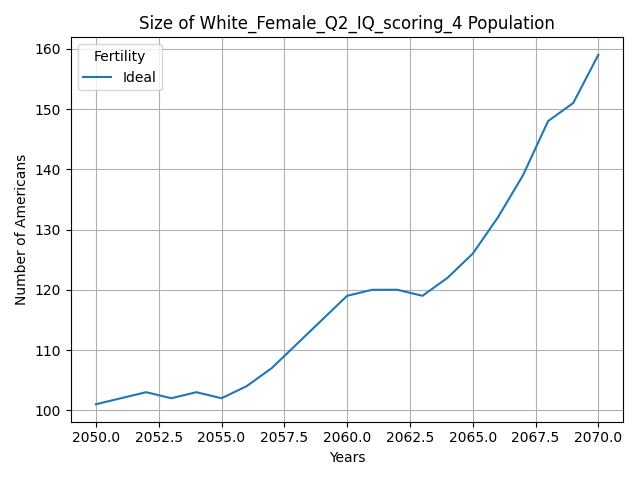 Size of White_Female_Q2_IQ_scoring_4 Population
Fertility
Ideal
Number of Americans
160
150
140
130
120
110
100
2050.0 2052.5 2055.0 2057.5 2060.0 2062.5 2065.0 2067.5 2070.0
Years